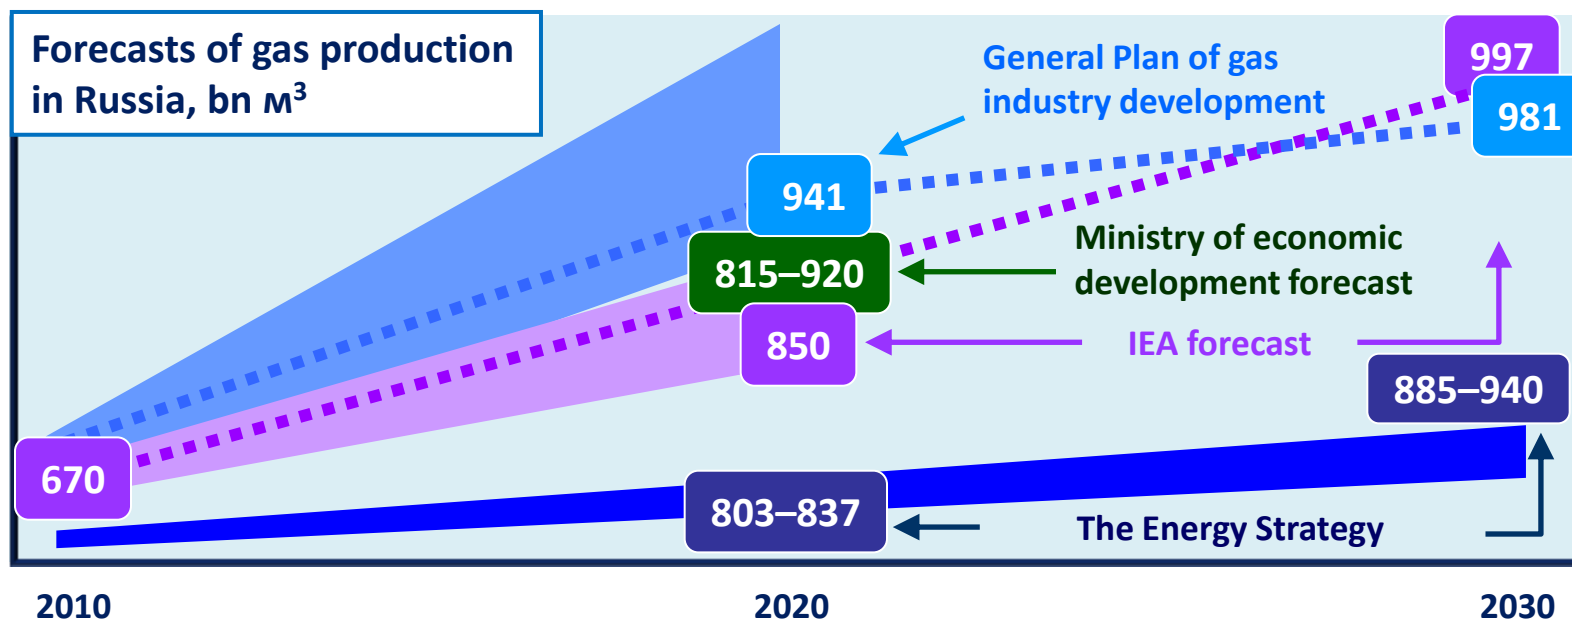 Forecasts of gas production
in Russia, bn м³
General Plan of gas
industry development
997
981
941
815–920
Ministry of economic
development forecast
850
IEA forecast
885–940
670
803–837
The Energy Strategy
2010
2020
2030